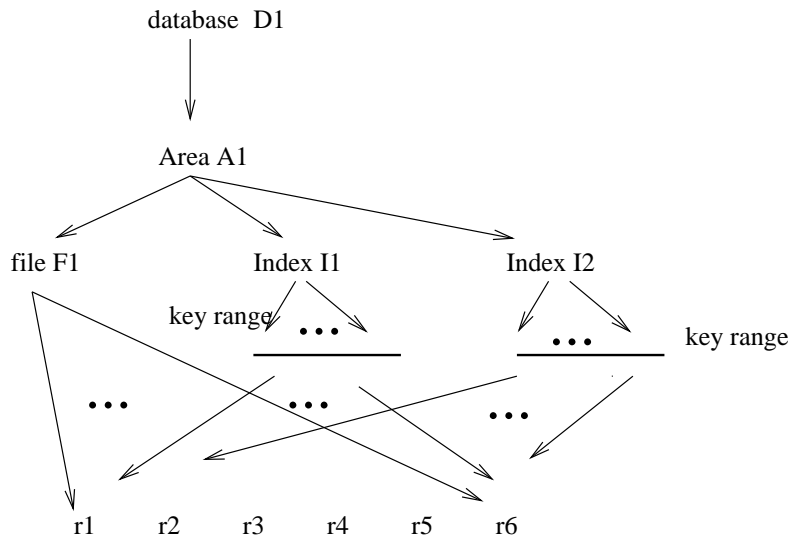 database D1
Area A1
file F1
Index I1
Index I2
key range
key range
r1 r2 r3 r4 r5 r6